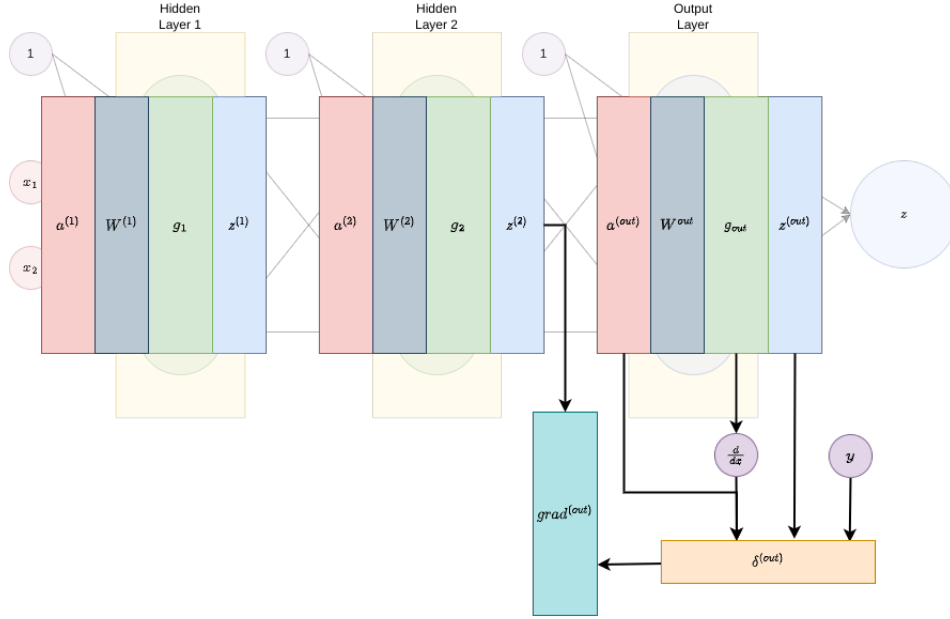 Hidden
Layer 1
Hidden
Layer 2
Output
Layer
1
1
1
x₁
x₂
a⁽¹⁾
W⁽¹⁾
g₁
z⁽¹⁾
a⁽²⁾
W⁽²⁾
g₂
z⁽²⁾
a⁽ᵒᵘᵗ⁾
Wᵒᵘᵗ
gₒᵤₜ
z⁽ᵒᵘᵗ⁾
z
d/dx
y
grad⁽ᵒᵘᵗ⁾
δ⁽ᵒᵘᵗ⁾